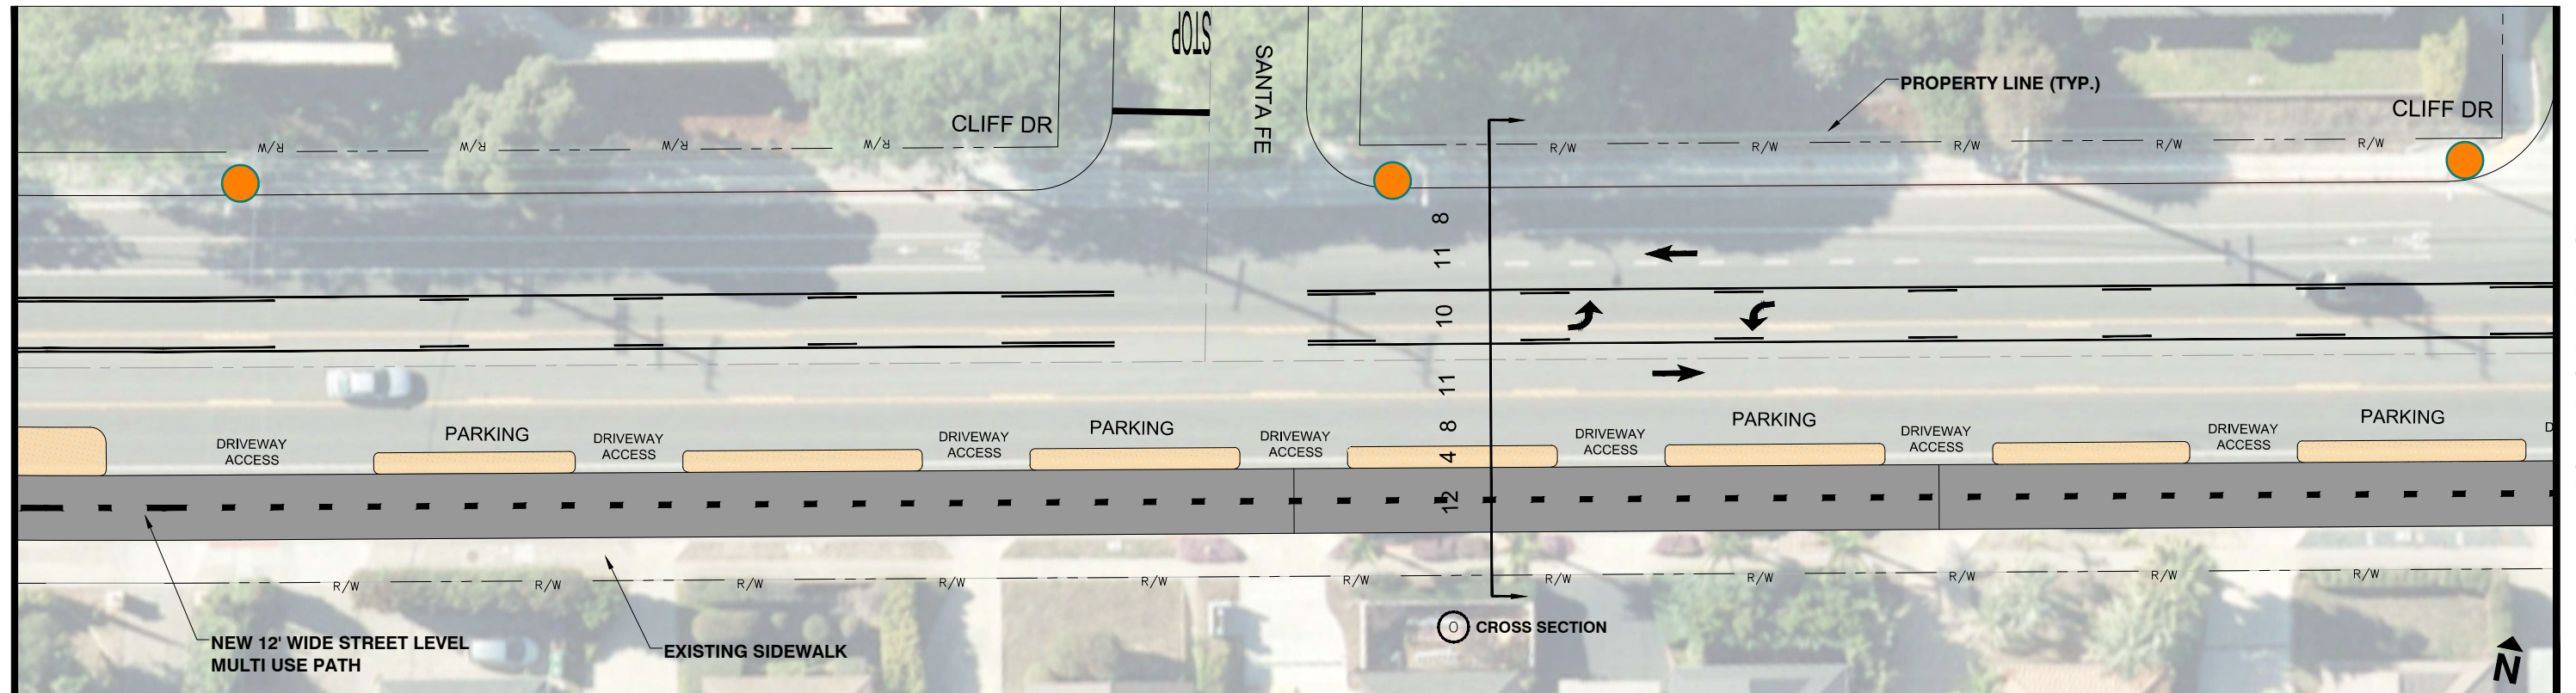 STOP
SANTA FE
PROPERTY LINE (TYP.)
CLIFF DR
CLIFF DR
R/W R/W R/W R/W R/W R/W R/W R/W R/W
8
11
10
11
8
4
12
PARKING
PARKING
PARKING
PARKING
DRIVEWAY
ACCESS
DRIVEWAY
ACCESS
DRIVEWAY
ACCESS
DRIVEWAY
ACCESS
DRIVEWAY
ACCESS
DRIVEWAY
ACCESS
DRIVEWAY
ACCESS
D
R/W R/W R/W R/W R/W R/W R/W R/W R/W R/W R/W
NEW 12' WIDE STREET LEVEL
MULTI USE PATH
EXISTING SIDEWALK
O CROSS SECTION
N